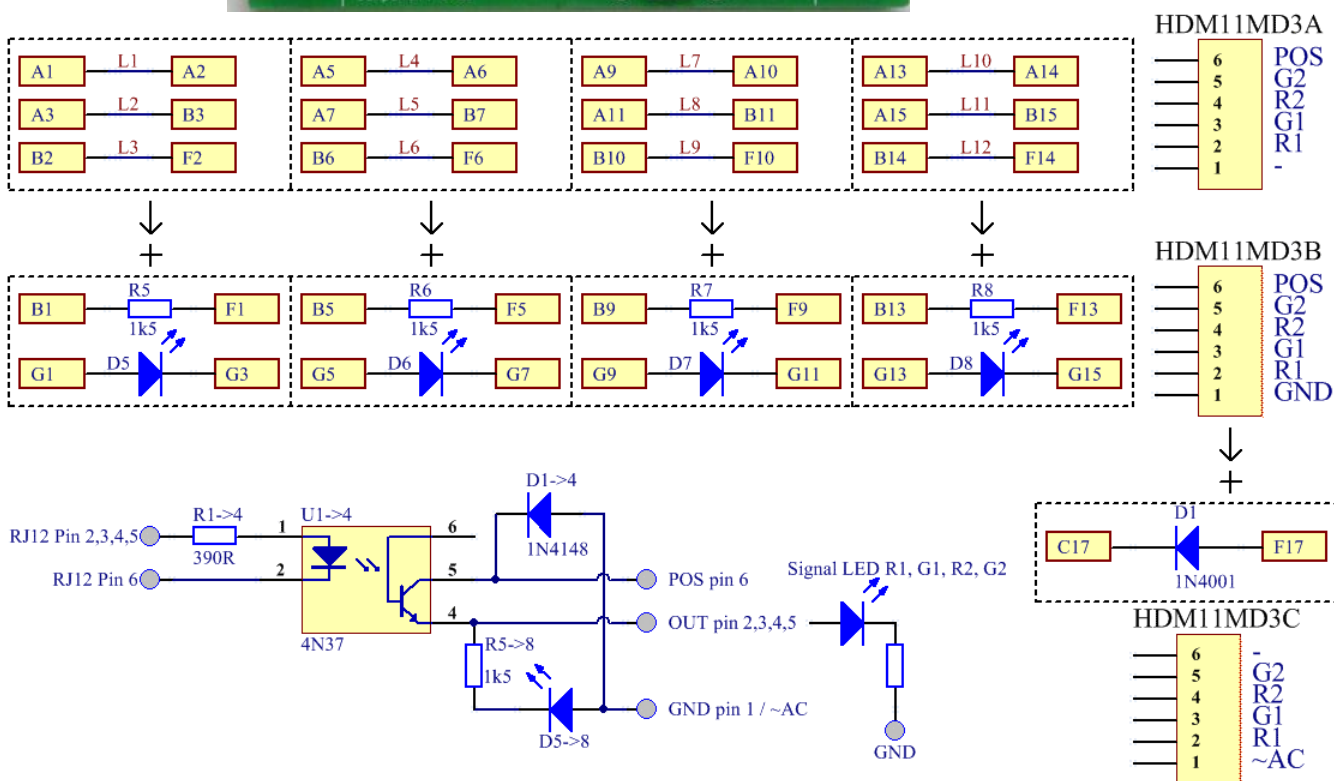 HDM11MD3A
A1 L1 A2 A5 L4 A6 A9 L7 A10 A13 L10 A14
A3 L2 B3 A7 L5 B7 A11 L8 B11 A15 L11 B15
B2 L3 F2 B6 L6 F6 B10 L9 F10 B14 L12 F14
6 POS
5 G2
4 R2
3 G1
2 R1
1 -
+ + + +
HDM11MD3B
R5 R6 R7 R8
B1 F1 B5 F5 B9 F9 B13 F13
1k5 1k5 1k5 1k5
G1 D5 G3 G5 D6 G7 G9 D7 G11 G13 D8 G15
6 POS
5 G2
4 R2
3 G1
2 R1
1 GND
+
D1
C17 F17
1N4001
D1->4
1N4148
R1->4
390R
U1->4
4N37
RJ12 Pin 2,3,4,5
RJ12 Pin 6
1
2
6
5
4
POS pin 6
OUT pin 2,3,4,5
GND pin 1 / ~AC
R5->8
1k5
D5->8
Signal LED R1, G1, R2, G2
GND
HDM11MD3C
6 -
5 G2
4 R2
3 G1
2 R1
1 ~AC